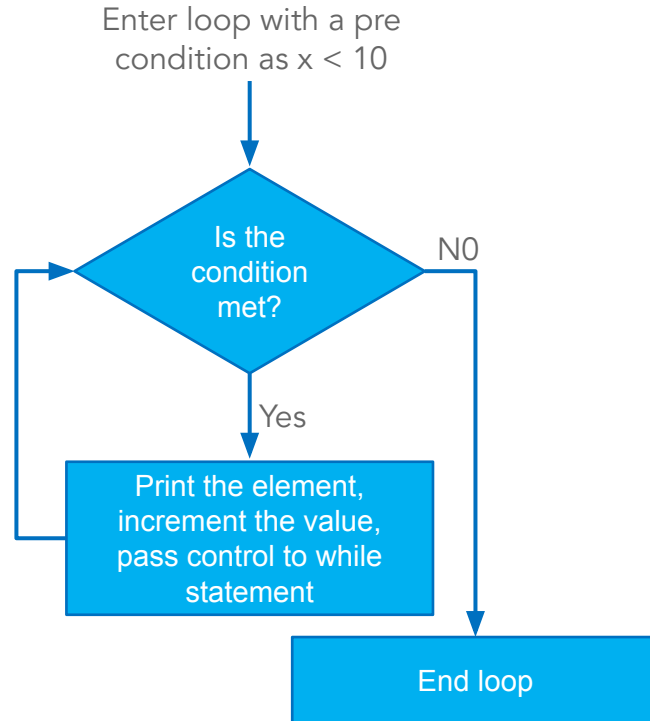 Enter loop with a pre
condition as x < 10
Is the
condition
met?
N0
Yes
Print the element,
increment the value,
pass control to while
statement
End loop